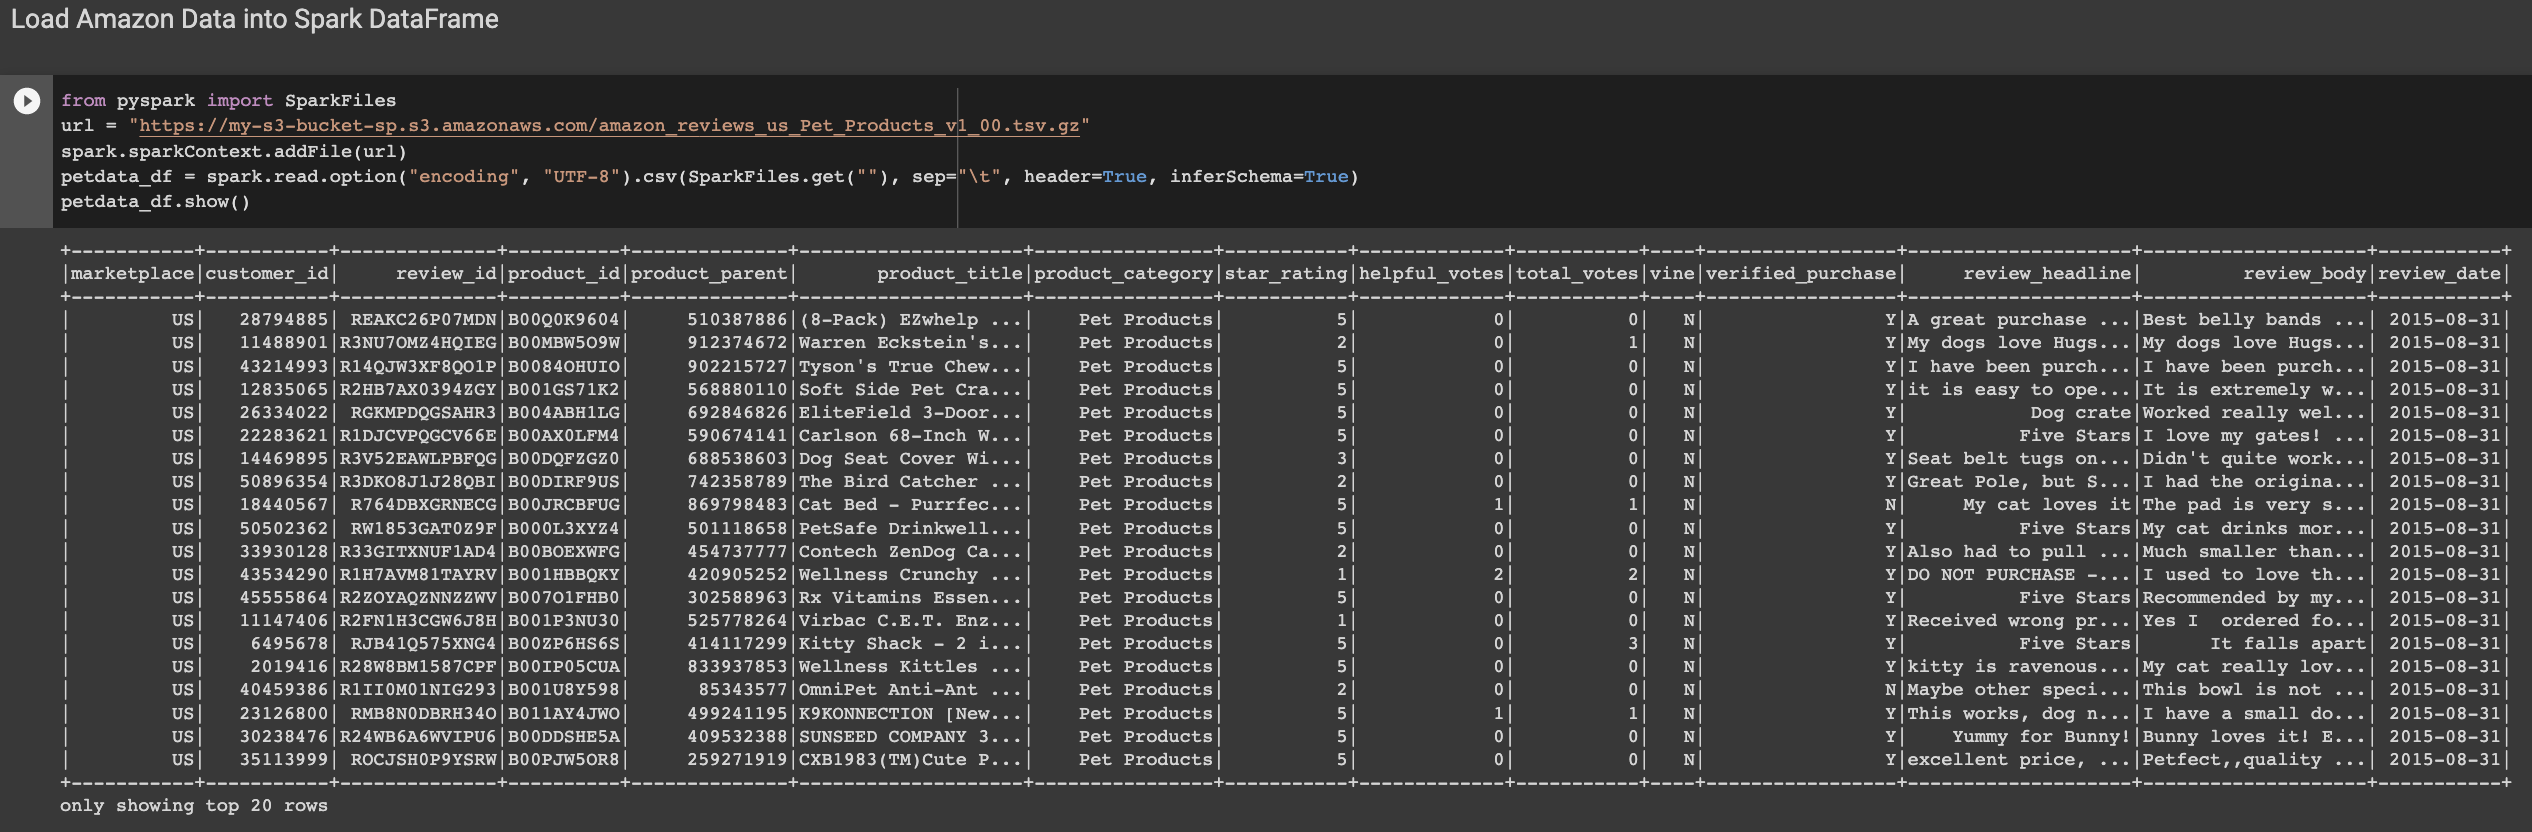 Load Amazon Data into Spark DataFrame
from pyspark import SparkFiles
url = "https://my-s3-bucket-sp.s3.amazonaws.com/amazon_reviews_us_Pet_Products_v1_00.tsv.gz"
spark.sparkContext.addFile(url)
petdata_df = spark.read.option("encoding", "UTF-8").csv(SparkFiles.get(""), sep="\t", header=True, inferSchema=True)
petdata_df.show()
+-----------+-----------+--------------+----------+--------------+--------------------+----------------+-----------+-------------+-----------+----+-----------------+--------------------+--------------------+-----------+
|marketplace|customer_id|     review_id|product_id|product_parent|       product_title|product_category|star_rating|helpful_votes|total_votes|vine|verified_purchase|     review_headline|         review_body|review_date|
+-----------+-----------+--------------+----------+--------------+--------------------+----------------+-----------+-------------+-----------+----+-----------------+--------------------+--------------------+-----------+
|         US|   28794885| REAKC26P07MDN|B00Q0K9604|     510387886|(8-Pack) EZwhelp ...|    Pet Products|          5|            0|          0|   N|                Y|A great purchase ...|Best belly bands ...| 2015-08-31|
|         US|   11488901|R3NU7OMZ4HQIEG|B00MBW5O9W|     912374672|Warren Eckstein's...|    Pet Products|          2|            0|          1|   N|                Y|My dogs love Hugs...|My dogs love Hugs...| 2015-08-31|
|         US|   43214993|R14QJW3XF8QO1P|B0084OHUIO|     902215727|Tyson's True Chew...|    Pet Products|          5|            0|          0|   N|                Y|I have been purch...|I have been purch...| 2015-08-31|
|         US|   12835065|R2HB7AX0394ZGY|B001GS71K2|     568880110|Soft Side Pet Cra...|    Pet Products|          5|            0|          0|   N|                Y|it is easy to ope...|It is extremely w...| 2015-08-31|
|         US|   26334022| RGKMPDQGSAHR3|B004ABH1LG|     692846826|EliteField 3-Door...|    Pet Products|          5|            0|          0|   N|                Y|           Dog crate|Worked really wel...| 2015-08-31|
|         US|   22283621|R1DJCVPQGCV66E|B00AX0LFM4|     590674141|Carlson 68-Inch W...|    Pet Products|          5|            0|          0|   N|                Y|          Five Stars|I love my gates! ...| 2015-08-31|
|         US|   14469895|R3V52EAWLPBFQG|B00DQFZGZ0|     688538603|Dog Seat Cover Wi...|    Pet Products|          3|            0|          0|   N|                Y|Seat belt tugs on...|Didn't quite work...| 2015-08-31|
|         US|   50896354|R3DKO8J1J28QBI|B00DIRF9US|     742358789|The Bird Catcher ...|    Pet Products|          2|            0|          0|   N|                Y|Great Pole, but S...|I had the origina...| 2015-08-31|
|         US|   18440567| R764DBXGRNECG|B00JRCBFUG|     869798483|Cat Bed - Purrfec...|    Pet Products|          5|            1|          1|   N|                N|     My cat loves it|The pad is very s...| 2015-08-31|
|         US|   50502362| RW1853GAT0Z9F|B000L3XYZ4|     501118658|PetSafe Drinkwell...|    Pet Products|          5|            0|          0|   N|                Y|          Five Stars|My cat drinks mor...| 2015-08-31|
|         US|   33930128|R33GITXNUF1AD4|B00BOEXWFG|     454737777|Contech ZenDog Ca...|    Pet Products|          2|            0|          0|   N|                Y|Also had to pull ...|Much smaller than...| 2015-08-31|
|         US|   43534290|R1H7AVM81TAYRV|B001HBBQKY|     420905252|Wellness Crunchy ...|    Pet Products|          1|            2|          2|   N|                Y|DO NOT PURCHASE -...|I used to love th...| 2015-08-31|
|         US|   45555864|R2ZOYAQZNNZZWV|B007O1FHB0|     302588963|Rx Vitamins Essen...|    Pet Products|          5|            0|          0|   N|                Y|          Five Stars|Recommended by my...| 2015-08-31|
|         US|   11147406|R2FN1H3CGW6J8H|B001P3NU30|     525778264|Virbac C.E.T. Enz...|    Pet Products|          1|            0|          0|   N|                Y|Received wrong pr...|Yes I  ordered fo...| 2015-08-31|
|         US|    6495678| RJB41Q575XNG4|B00ZP6HS6S|     414117299|Kitty Shack - 2 i...|    Pet Products|          5|            0|          3|   N|                Y|          Five Stars|      It falls apart| 2015-08-31|
|         US|    2019416|R28W8BM1587CPF|B00IP05CUA|     833937853|Wellness Kittles ...|    Pet Products|          5|            0|          0|   N|                Y|kitty is ravenous...|My cat really lov...| 2015-08-31|
|         US|   40459386|R1II0M01NIG293|B001U8Y598|      85343577|OmniPet Anti-Ant ...|    Pet Products|          2|            0|          0|   N|                N|Maybe other speci...|This bowl is not ...| 2015-08-31|
|         US|   23126800| RMB8N0DBRH34O|B011AY4JWO|     499241195|K9KONNECTION [New...|    Pet Products|          5|            1|          1|   N|                Y|This works, dog n...|I have a small do...| 2015-08-31|
|         US|   30238476|R24WB6A6WVIPU6|B00DDSHE5A|     409532388|SUNSEED COMPANY 3...|    Pet Products|          5|            0|          0|   N|                Y|    Yummy for Bunny!|Bunny loves it! E...| 2015-08-31|
|         US|   35113999| ROCJSH0P9YSRW|B00PJW5OR8|     259271919|CXB1983(TM)Cute P...|    Pet Products|          5|            0|          0|   N|                Y|excellent price, ...|Petfect,,quality ...| 2015-08-31|
+-----------+-----------+--------------+----------+--------------+--------------------+----------------+-----------+-------------+-----------+----+-----------------+--------------------+--------------------+-----------+
only showing top 20 rows